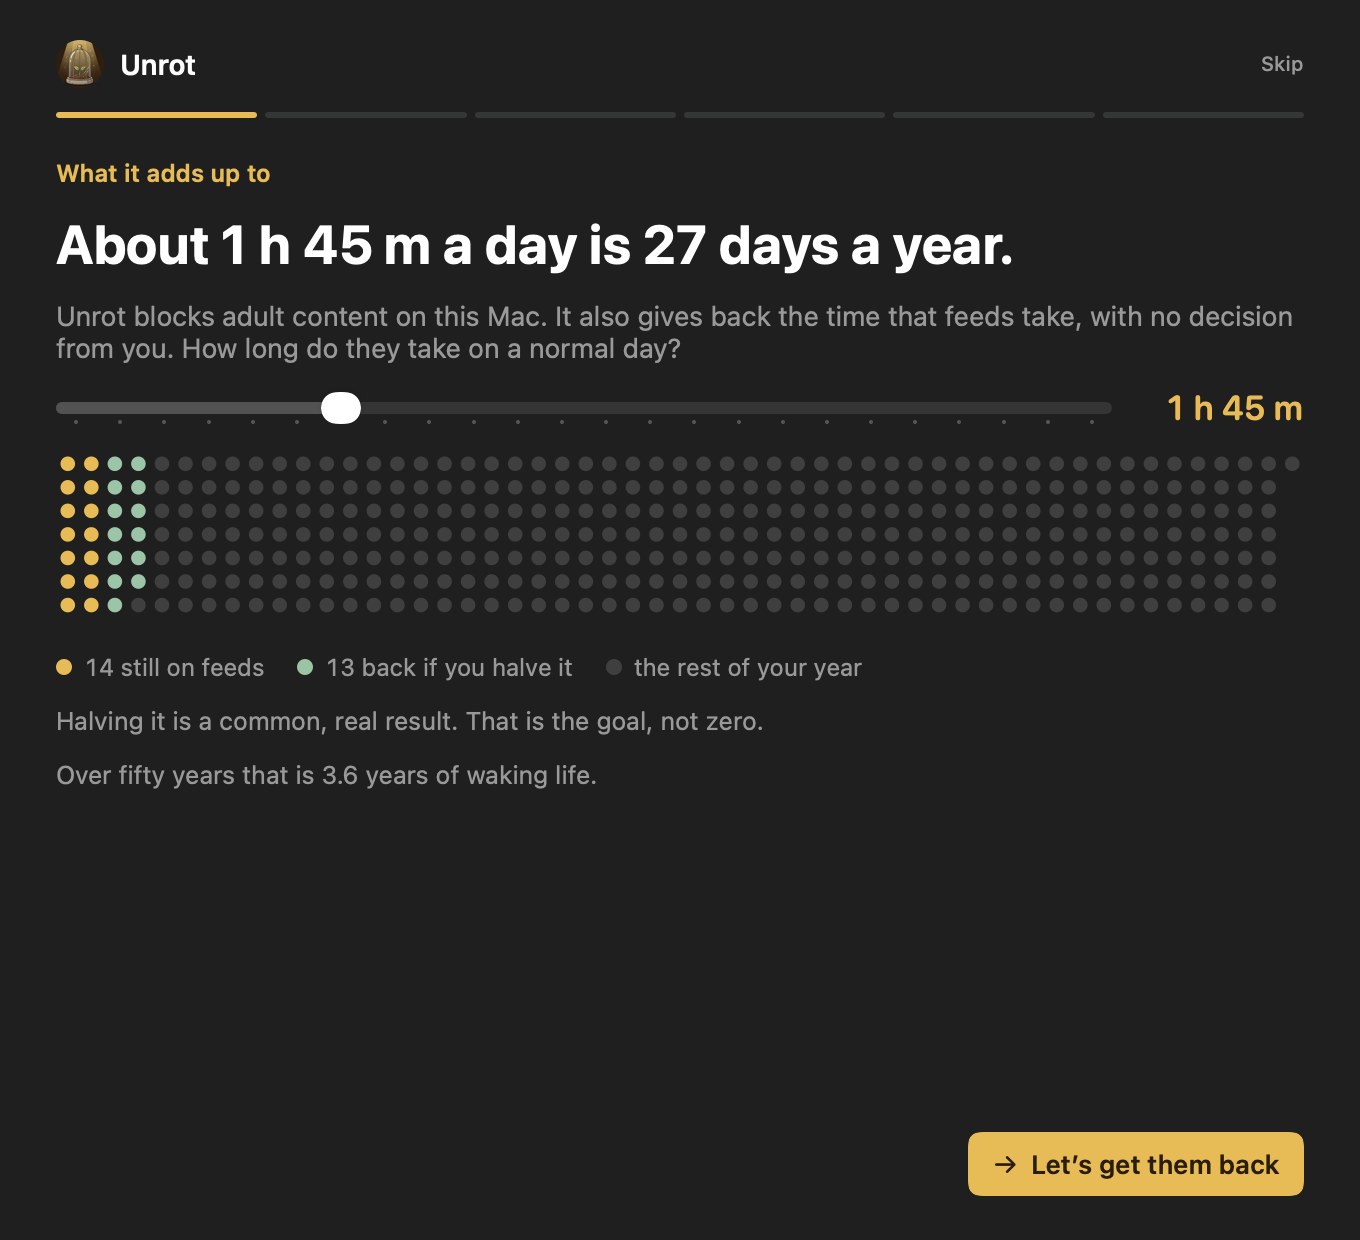 Unrot
Skip
What it adds up to
About 1 h 45 m a day is 27 days a year.
Unrot blocks adult content on this Mac. It also gives back the time that feeds take, with no decision
from you. How long do they take on a normal day?
1 h 45 m
14 still on feeds
13 back if you halve it
the rest of your year
Halving it is a common, real result. That is the goal, not zero.
Over fifty years that is 3.6 years of waking life.
→ Let’s get them back